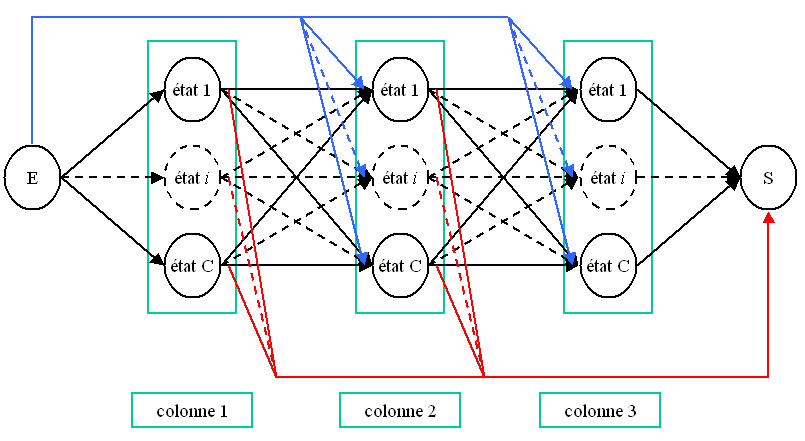 état 1
état 1
état 1
E
état i
état i
état i
S
état C
état C
état C
colonne 1
colonne 2
colonne 3